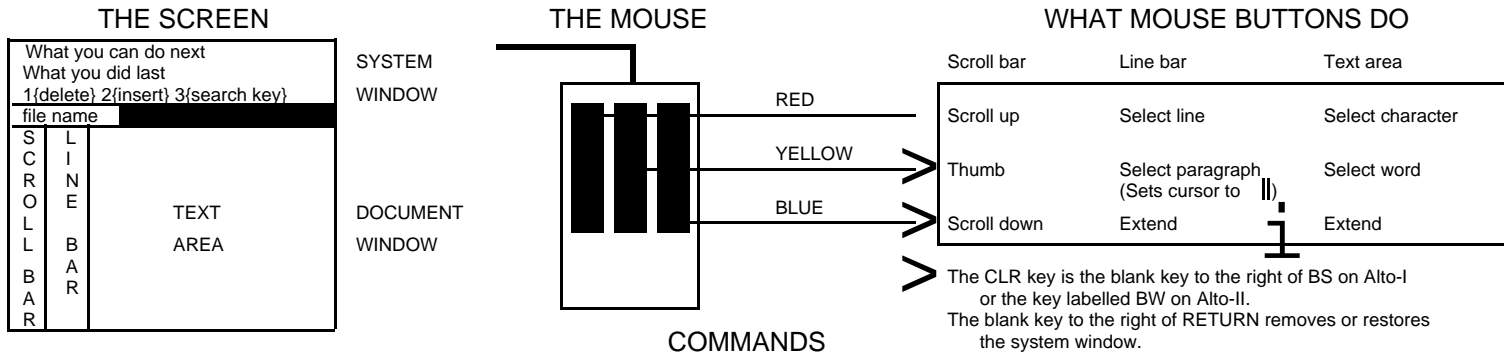 THE SCREEN
What you can do next
What you did last
1{delete} 2{insert} 3{search key}
file name
SCROLL BAR
LINE BAR
TEXT
AREA
SYSTEM
WINDOW
DOCUMENT
WINDOW
THE MOUSE
RED
YELLOW
BLUE
WHAT MOUSE BUTTONS DO
Scroll bar Line bar Text area
Scroll up Select line Select character
Thumb Select paragraph Select word
(Sets cursor to ||)
Scroll down Extend Extend
The CLR key is the blank key to the right of BS on Alto-I
or the key labelled BW on Alto-II.
The blank key to the right of RETURN removes or restores
the system window.
COMMANDS